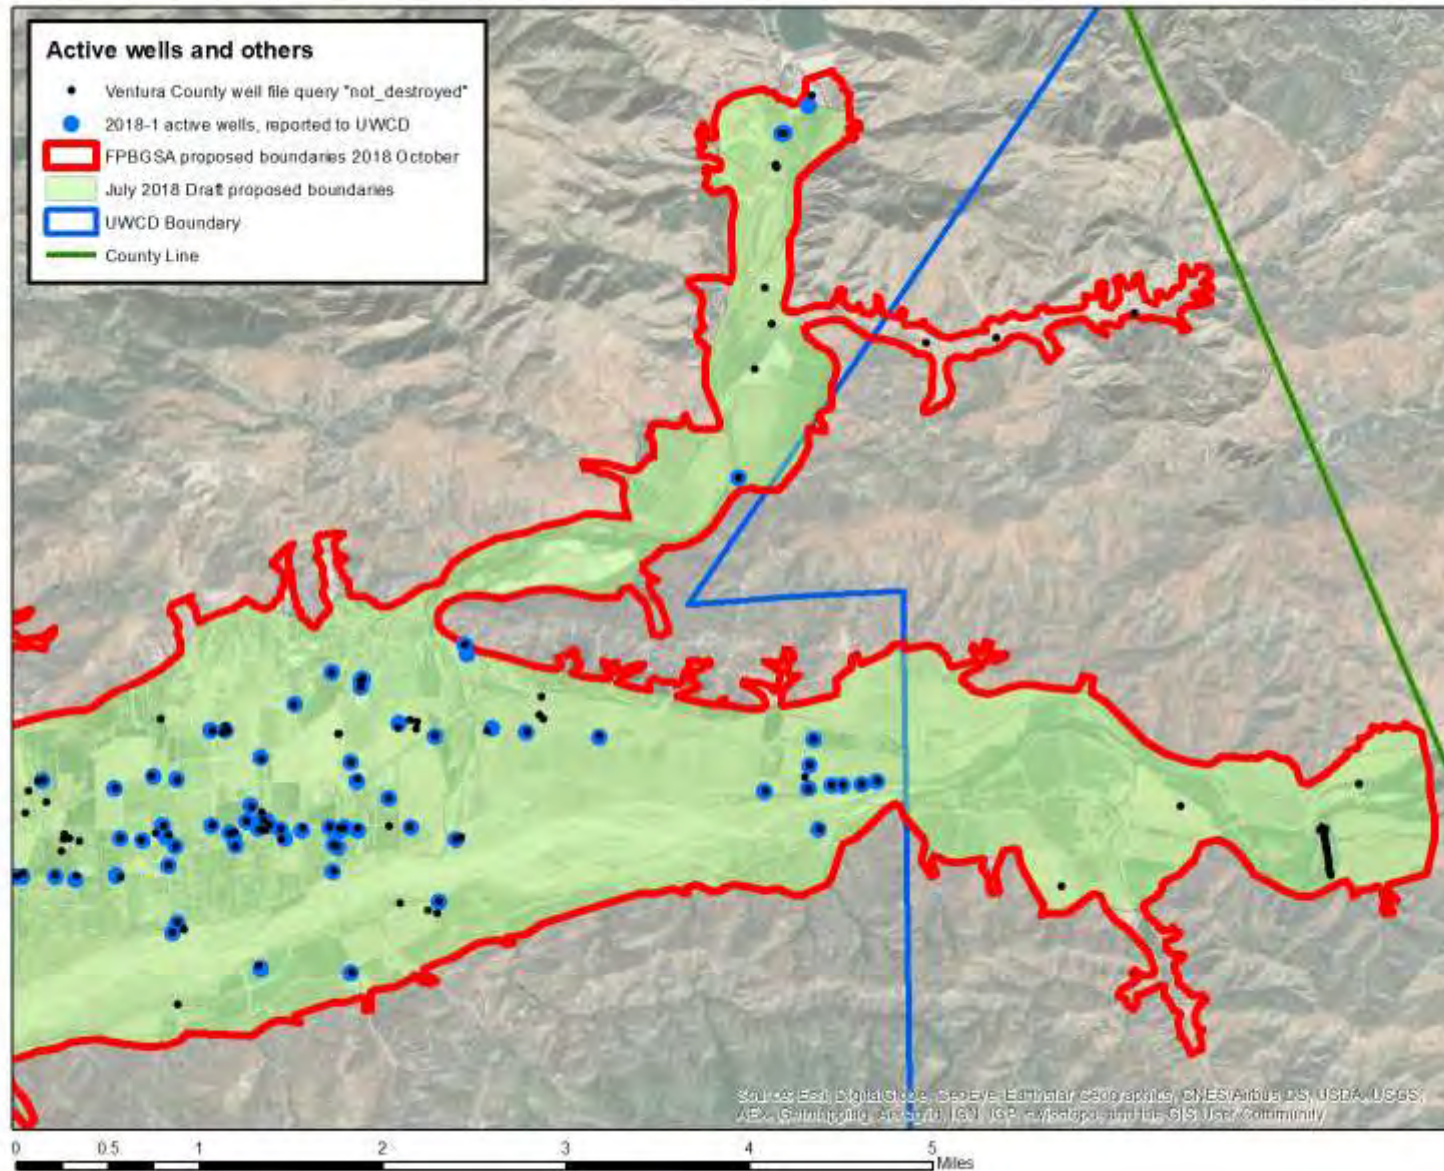 Active wells and others
Ventura County well file query "not_destroyed"
2018-1 active wells, reported to UWCD
FPBGSA proposed boundaries 2018 October
July 2018 Draft proposed boundaries
UWCD Boundary
County Line
Source: Esri, DigitalGlobe, GeoEye, Earthstar Geographics, CNES/Airbus DS, USDA, USGS,
AEX, Getmapping, Aerogrid, IGN, IGP, swisstopo, and the GIS User Community
0 0.5 1 2 3 4 5
Miles